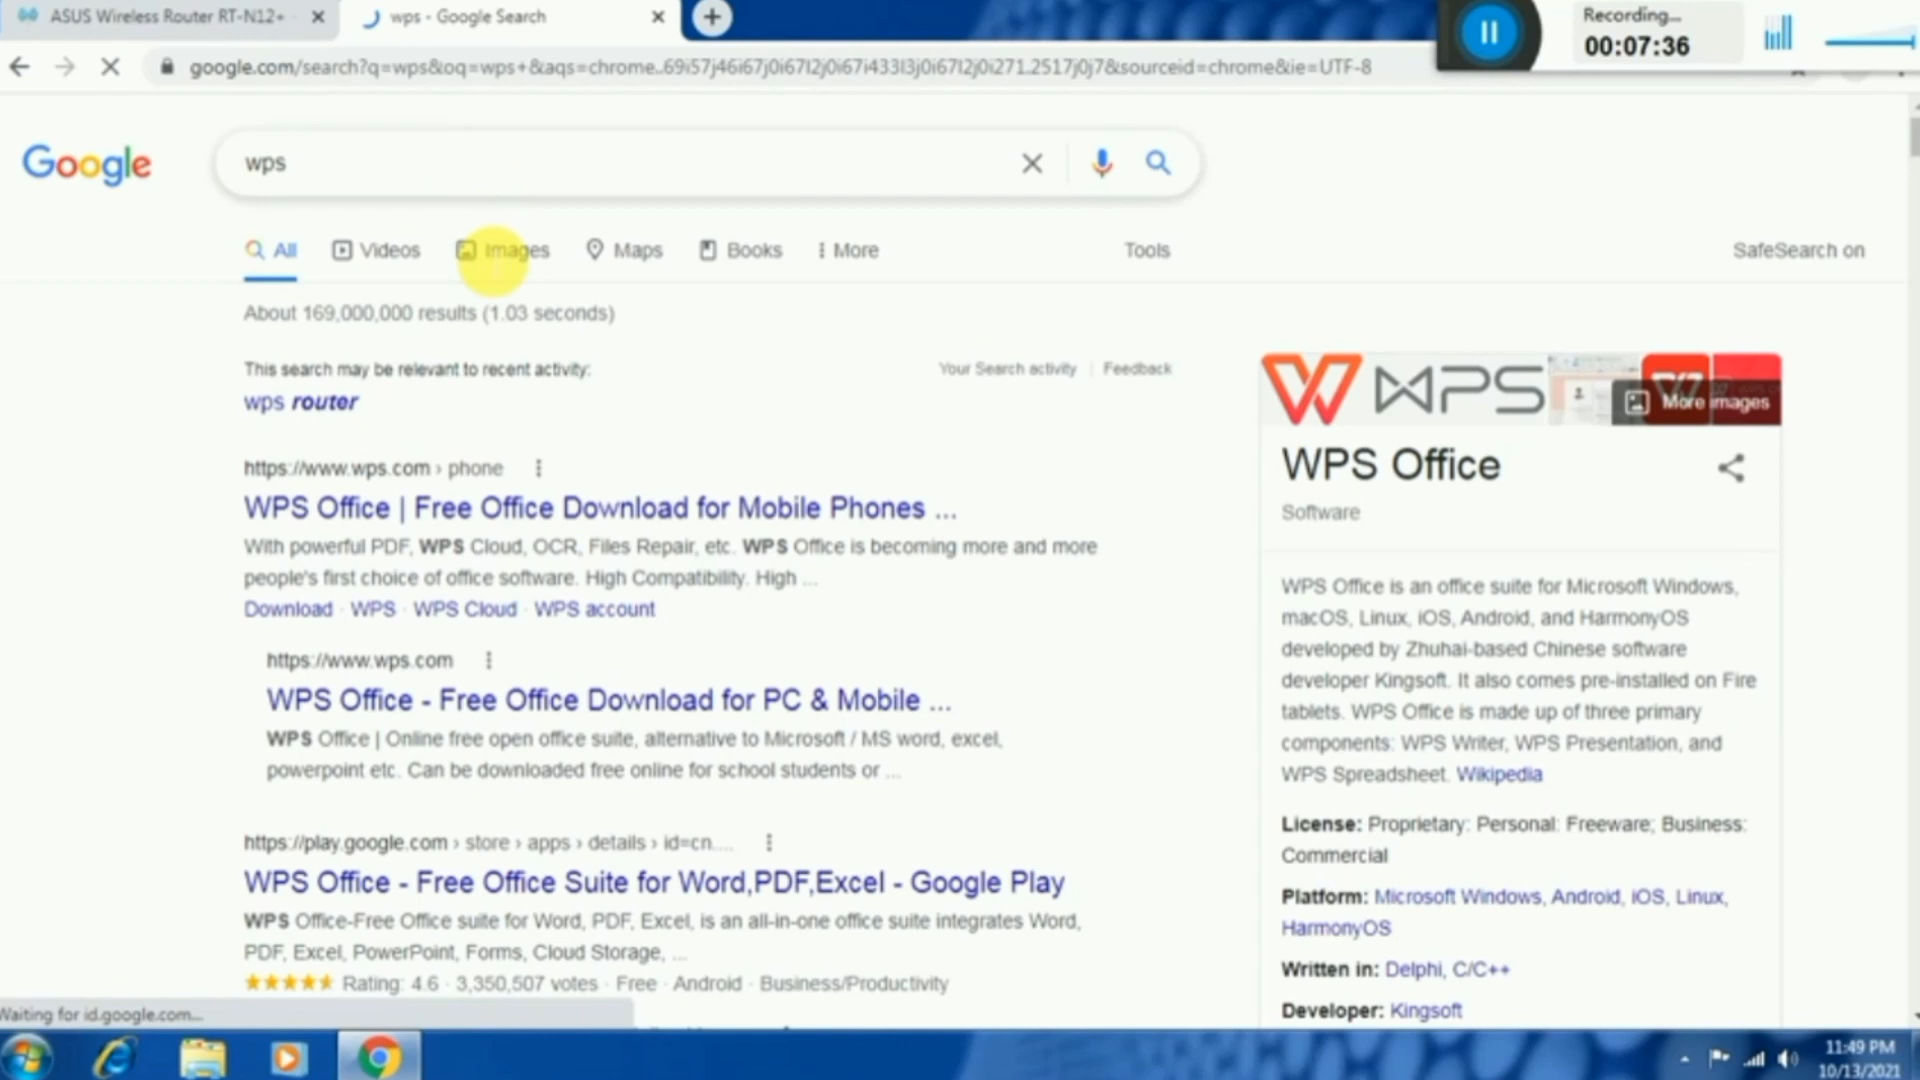 ASUS Wireless Router RT-N12+
wps - Google Search
Recording...
00:07:36
google.com/search?q=wps&oq=wps+&aqs=chrome..69i57j46i67j0i67l2j0i67i433l3j0i67l2j0i271.2517j0j7&sourceid=chrome&ie=UTF-8
Google
wps
All Videos Images Maps Books More Tools SafeSearch on
About 169,000,000 results (1.03 seconds)
This search may be relevant to recent activity:
Your Search activity | Feedback
wps router
https://www.wps.com › phone
WPS Office | Free Office Download for Mobile Phones ...
With powerful PDF, WPS Cloud, OCR, Files Repair, etc. WPS Office is becoming more and more
people's first choice of office software. High Compatibility. High ...
Download · WPS · WPS Cloud · WPS account
https://www.wps.com
WPS Office - Free Office Download for PC & Mobile ...
WPS Office | Online free open office suite, alternative to Microsoft / MS word, excel,
powerpoint etc. Can be downloaded free online for school students or ...
https://play.google.com › store › apps › details › id=cn....
WPS Office - Free Office Suite for Word,PDF,Excel - Google Play
WPS Office-Free Office suite for Word, PDF, Excel, is an all-in-one office suite integrates Word,
PDF, Excel, PowerPoint, Forms, Cloud Storage, ...
Rating: 4.6 · 3,350,507 votes · Free · Android · Business/Productivity
WPS
More images
WPS Office
Software
WPS Office is an office suite for Microsoft Windows,
macOS, Linux, iOS, Android, and HarmonyOS
developed by Zhuhai-based Chinese software
developer Kingsoft. It also comes pre-installed on Fire
tablets. WPS Office is made up of three primary
components: WPS Writer, WPS Presentation, and
WPS Spreadsheet. Wikipedia
License: Proprietary: Personal: Freeware; Business:
Commercial
Platform: Microsoft Windows, Android, iOS, Linux,
HarmonyOS
Written in: Delphi, C/C++
Developer: Kingsoft
Waiting for id.google.com...
11:49 PM
10/13/2021